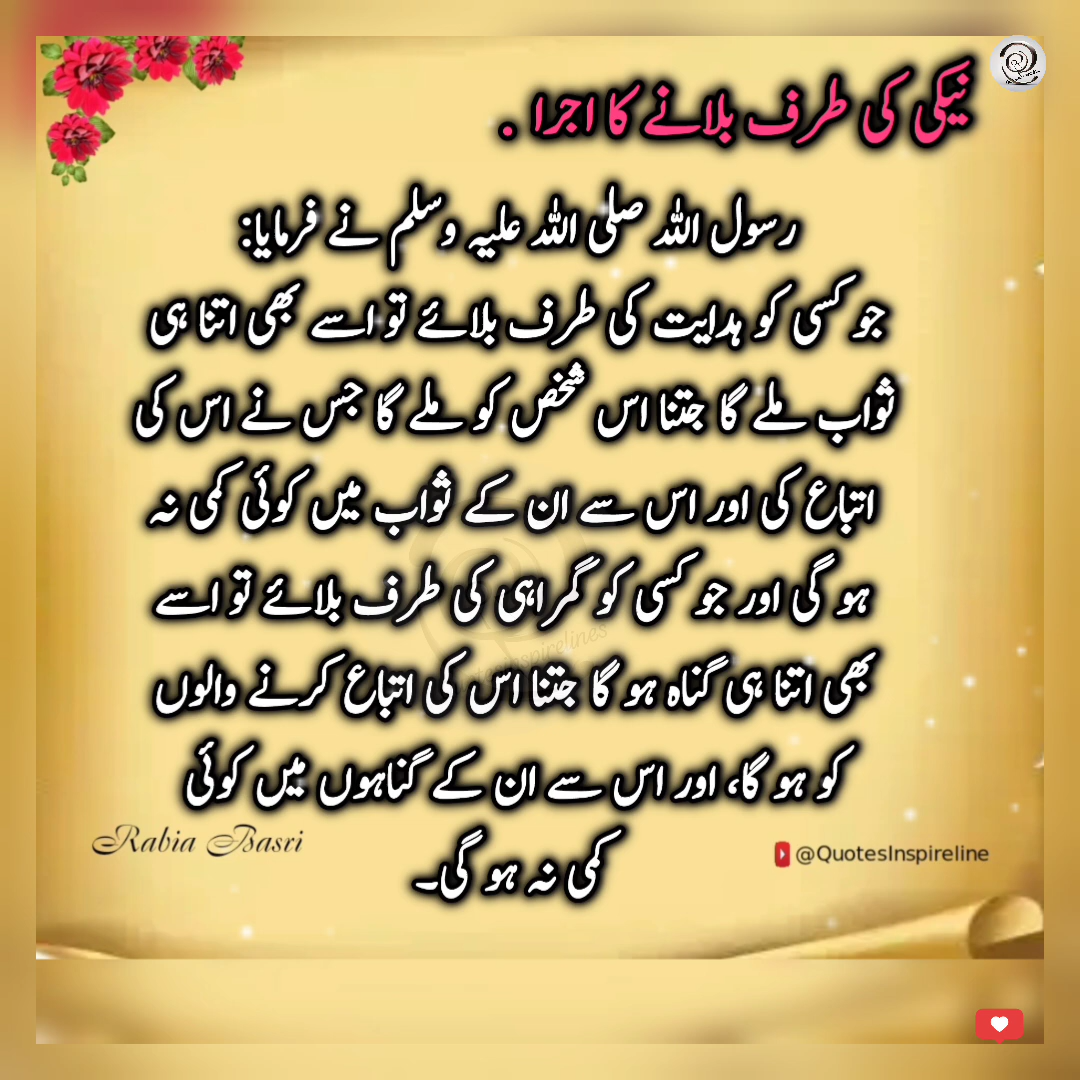 نیکی کی طرف بلانے کا اجرا .
رسول اللہ صلی اللہ علیہ وسلم نے فرمایا:
جو کسی کو ہدایت کی طرف بلائے تو اسے بھی اتنا ہی
ثواب ملے گا جتنا اس شخص کو ملے گا جس نے اس کی
اتباع کی اور اس سے ان کے ثواب میں کوئی کمی نہ
ہو گی اور جو کسی کو گمراہی کی طرف بلائے تو اسے
بھی اتنا ہی گناہ ہو گا جتنا اس کی اتباع کرنے والوں
کو ہو گا، اور اس سے ان کے گناہوں میں کوئی
کمی نہ ہو گی۔
Rabia Basri
@QuotesInspireline